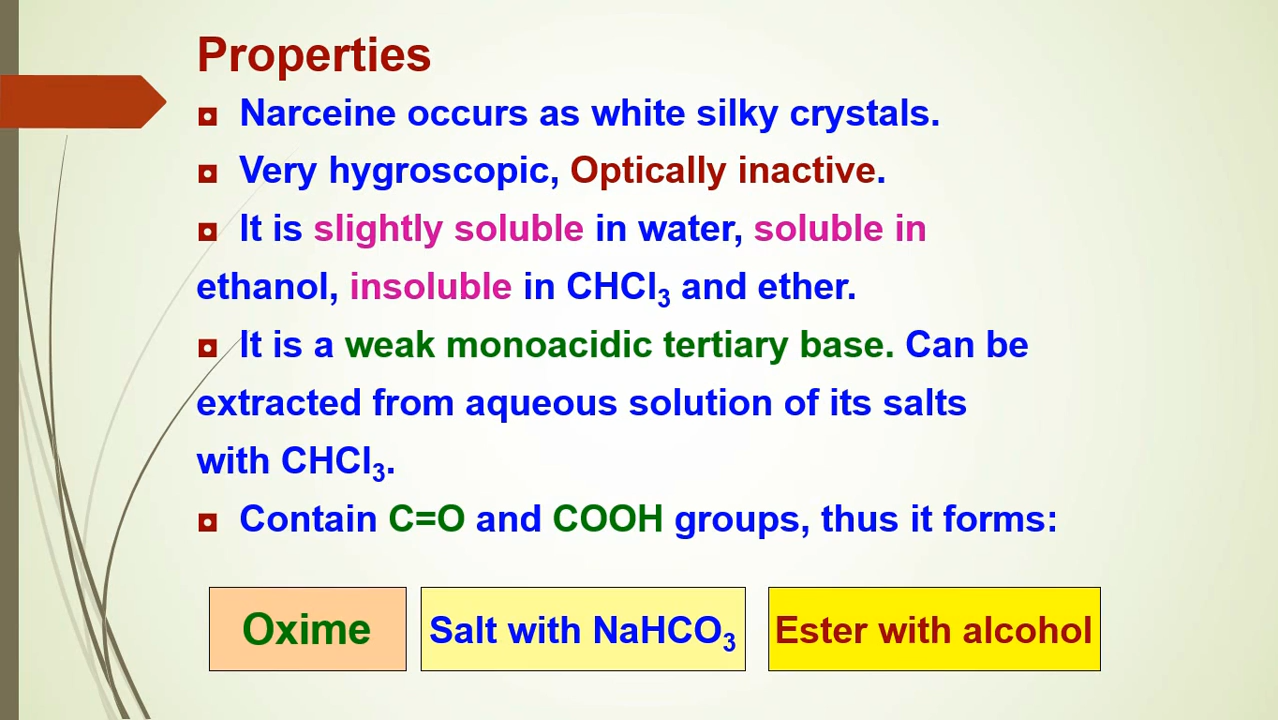 Properties
Narceine occurs as white silky crystals.
Very hygroscopic, Optically inactive.
It is slightly soluble in water, soluble in
ethanol, insoluble in CHCl₃ and ether.
It is a weak monoacidic tertiary base. Can be
extracted from aqueous solution of its salts
with CHCl₃.
Contain C=O and COOH groups, thus it forms:
Oxime
Salt with NaHCO₃
Ester with alcohol